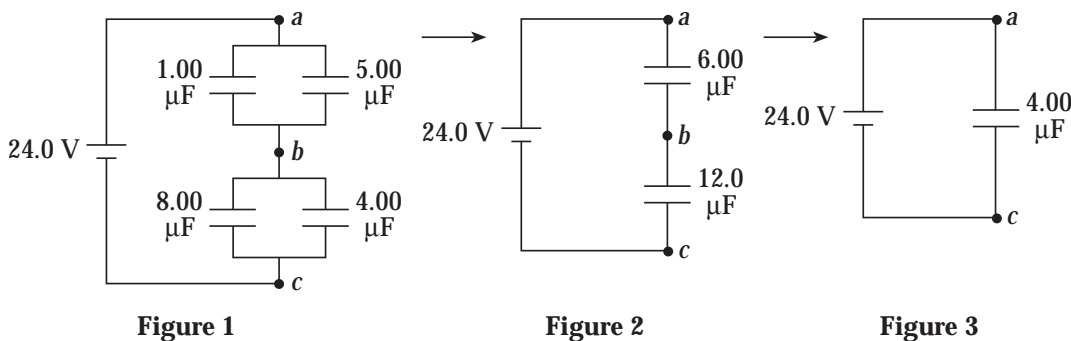 a
1.00
μF
5.00
μF
24.0 V
b
8.00
μF
4.00
μF
c
Figure 1
a
6.00
μF
24.0 V
b
12.0
μF
c
Figure 2
a
24.0 V
4.00
μF
c
Figure 3